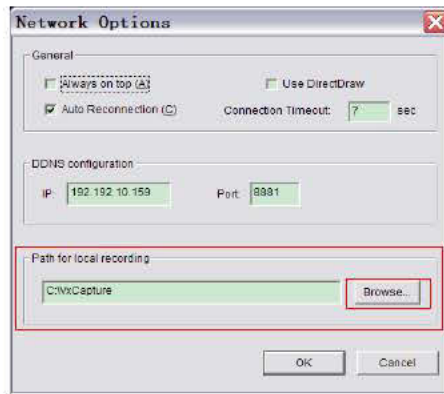 Network Options
General
Always on top (A)
Use DirectDraw
Auto Reconnection (C)
Connection Timeout: 7 sec
DDNS configuration
IP: 192.192.10.159
Port: 8881
Path for local recording
C:\VxCapture
Browse...
OK
Cancel